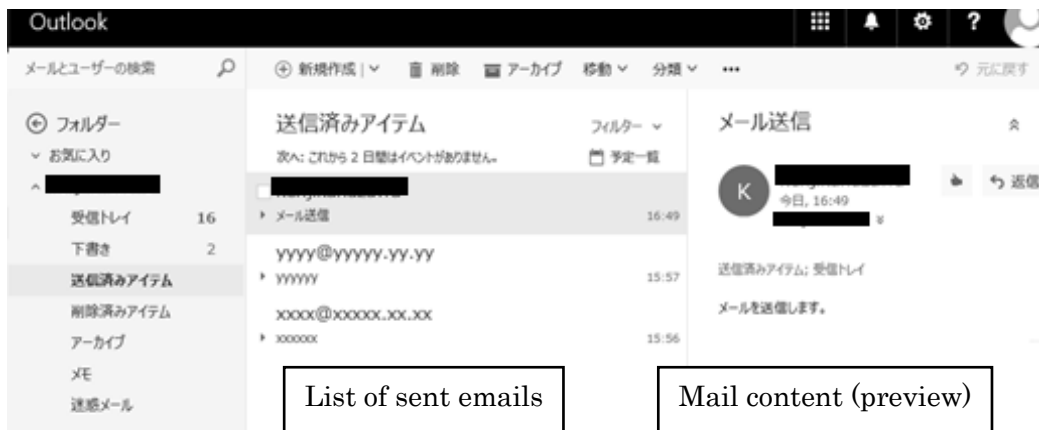 Outlook
?
メールとユーザーの検索
新規作成 | 削除 アーカイブ 移動 分類 ... 元に戻す
フォルダー
お気に入り
受信トレイ 16
下書き 2
送信済みアイテム
削除済みアイテム
アーカイブ
メモ
迷惑メール
送信済みアイテム フィルター
次へ: これから 2 日間はイベントがありません。 予定一覧
メール送信 16:49
yyyy@yyyyy.yy.yy
yyyyyy 15:57
xxxx@xxxxx.xx.xx
xxxxxx 15:56
List of sent emails
メール送信
K
返信
今日, 16:49
送信済みアイテム; 受信トレイ
メールを送信します。
Mail content (preview)